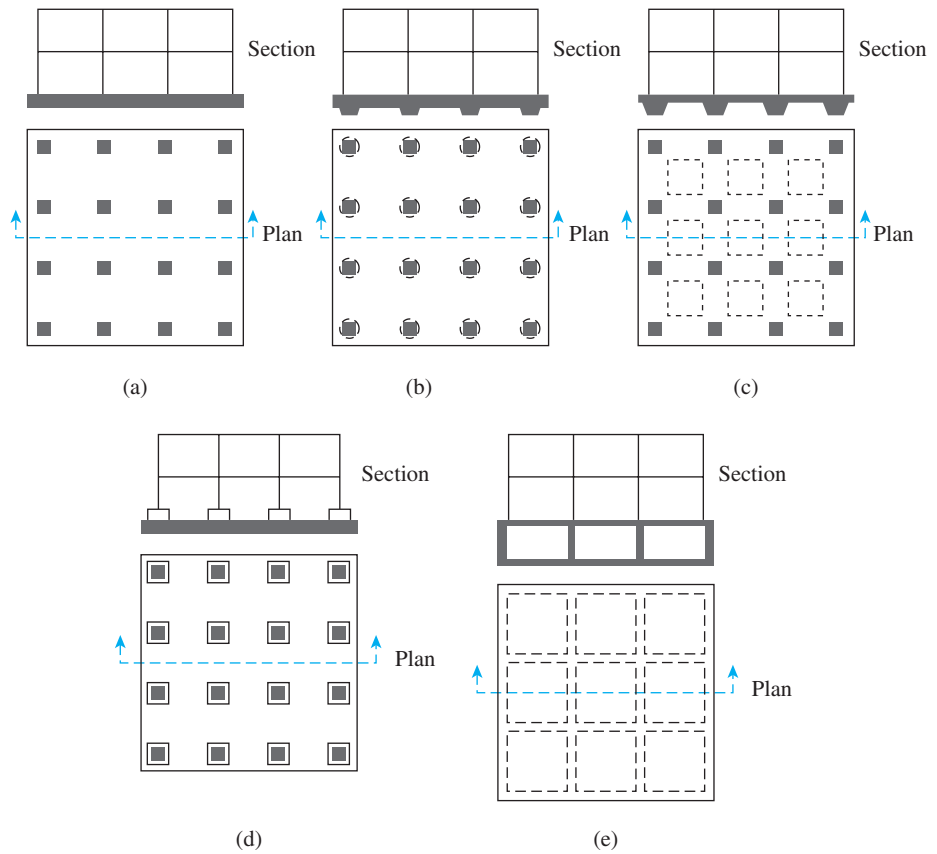 Section
Section
Section
Plan
Plan
Plan
(a)
(b)
(c)
Section
Section
Plan
Plan
(d)
(e)